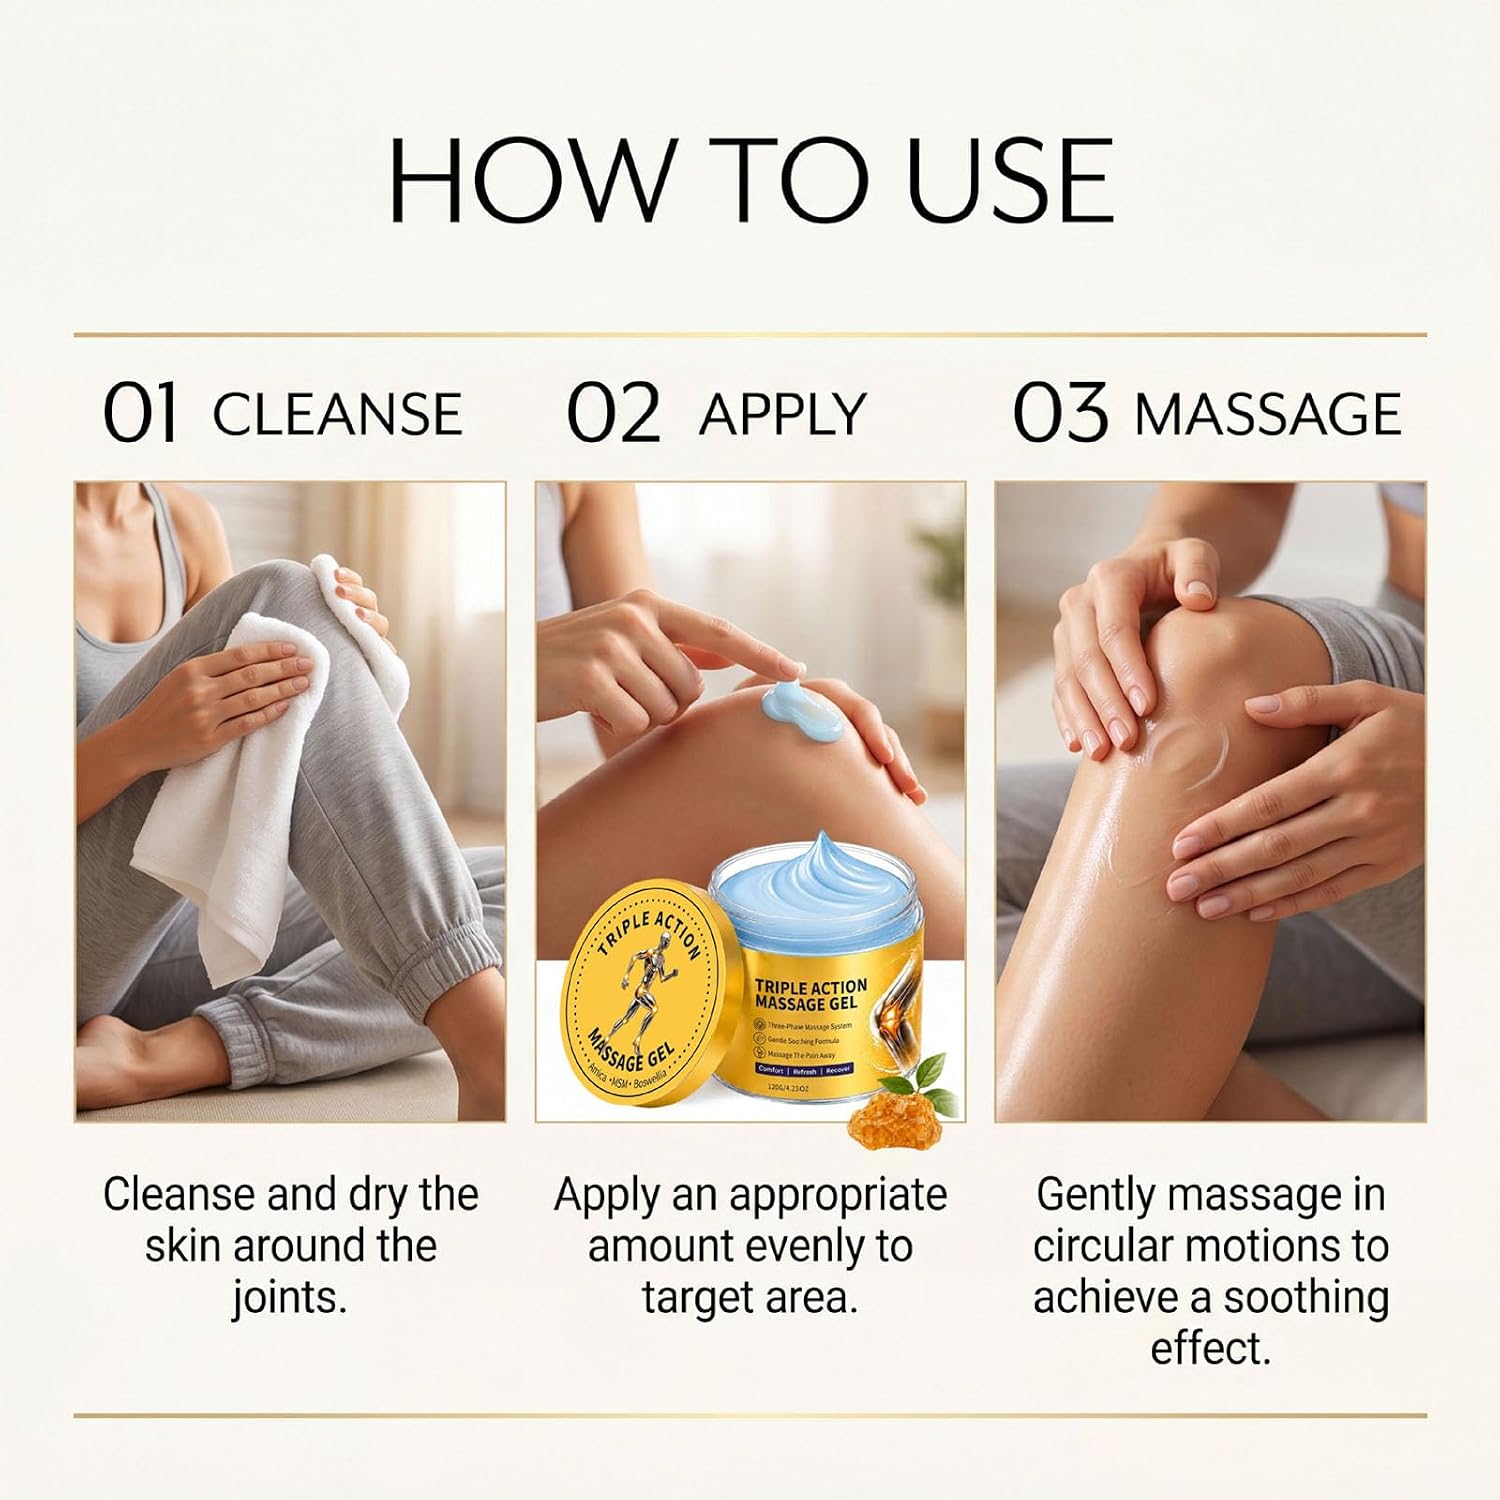 HOW TO USE
01 CLEANSE
02 APPLY
03 MASSAGE
TRIPLE ACTION
MASSAGE GEL
Arnica • MSM • Boswellia
TRIPLE ACTION
MASSAGE GEL
Three-Phase Massage System
Gentle Soothing Formula
Massage The Pain Away
Comfort | Refresh | Recover
120G/4.23OZ
Cleanse and dry the
skin around the
joints.
Apply an appropriate
amount evenly to
target area.
Gently massage in
circular motions to
achieve a soothing
effect.